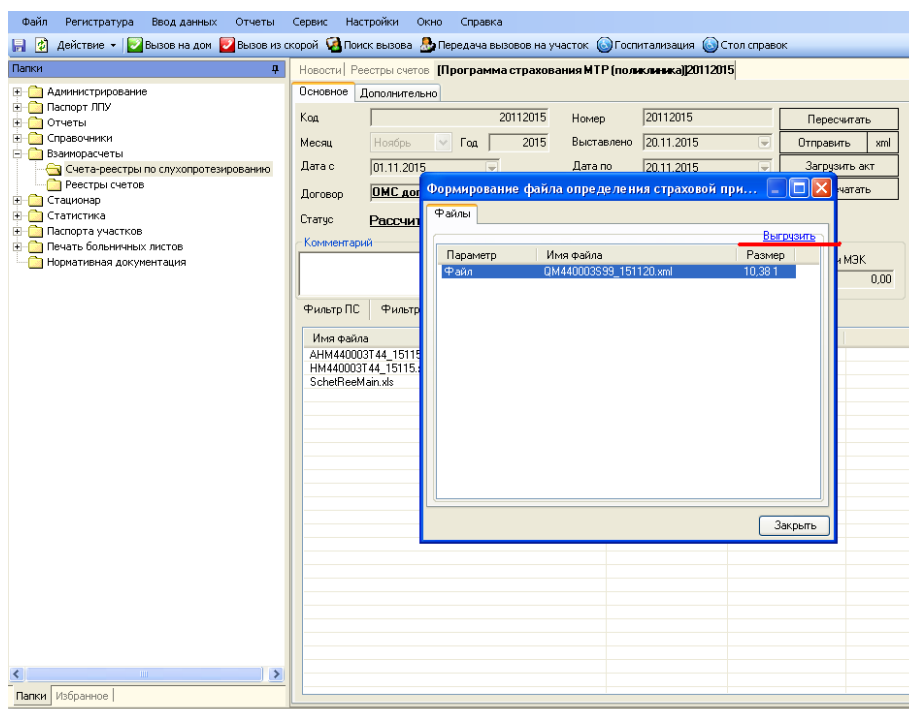 Файл Регистратура Ввод данных Отчеты Сервис Настройки Окно Справка
Действие Вызов на дом Вызов из скорой Поиск вызова Передача вызовов на участок Госпитализация Стол справок
Папки
Администрирование
Паспорт ЛПУ
Отчеты
Справочники
Взаиморасчеты
Счета-реестры по слухопротезированию
Реестры счетов
Стационар
Статистика
Паспорта участков
Печать больничных листов
Нормативная документация
Папки Избранное
Новости Реестры счетов [Программа страхования МТР (поликлиника)]20112015
Основное Дополнительно
Код 20112015 Номер 20112015 Пересчитать
Месяц Ноябрь Год 2015 Выставлено 20.11.2015 Отправить xml
Дата с 01.11.2015 Дата по 20.11.2015 Загрузить акт
Договор ОМС дог
Статус Рассчит
Комментарий
и МЭК
0,00
Фильтр ПС Фильтр
Имя файла
AHM440003T44_15115
HM440003T44_15115.
SchetReeMain.xls
Формирование файла определения страховой при...
Файлы
Выгрузить
Параметр Имя файла Размер
Файл QM440003S99_151120.xml 10,38 1
Закрыть